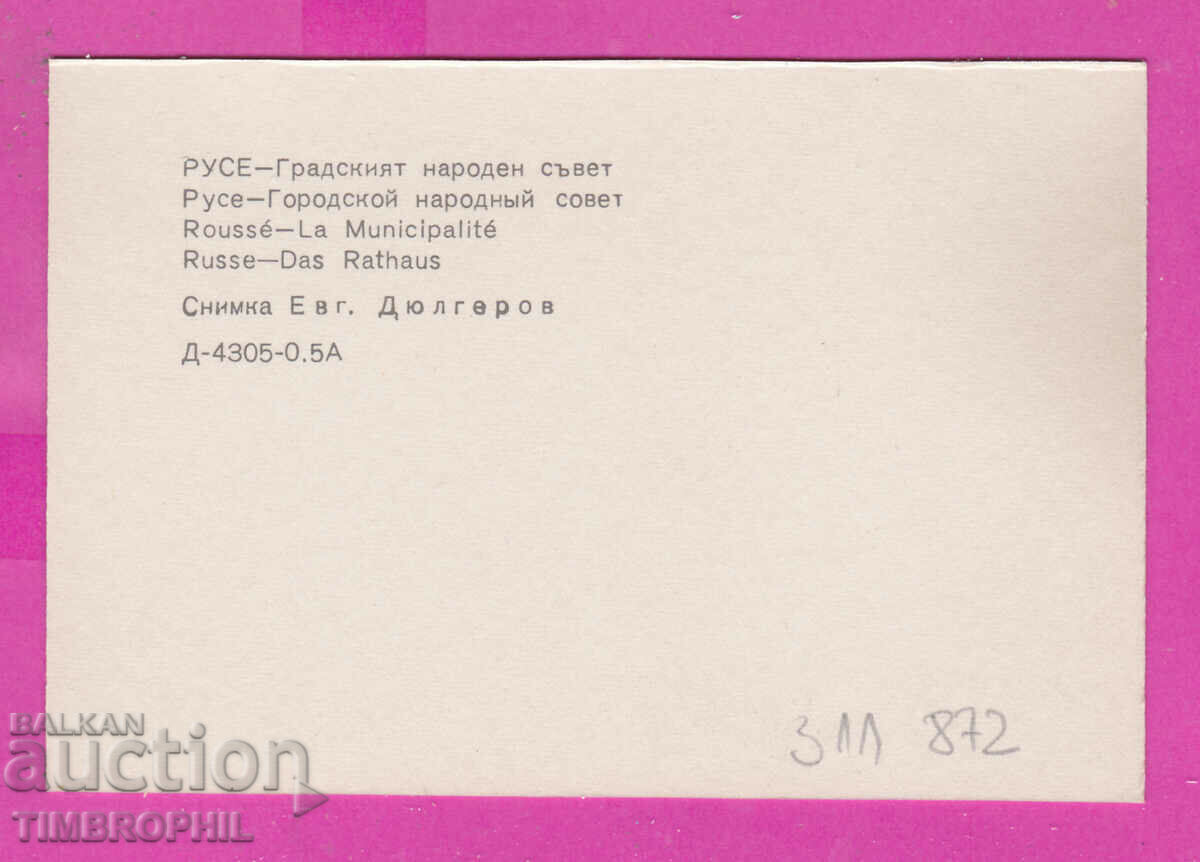 РУСЕ—Градският народен съвет
Русе—Городской народный совет
Roussé—La Municipalité
Russe—Das Rathaus
Снимка Евг. Дюлгеров
Д-4305-0.5А
311 872
BALKAN
auction
TIMBROPHIL